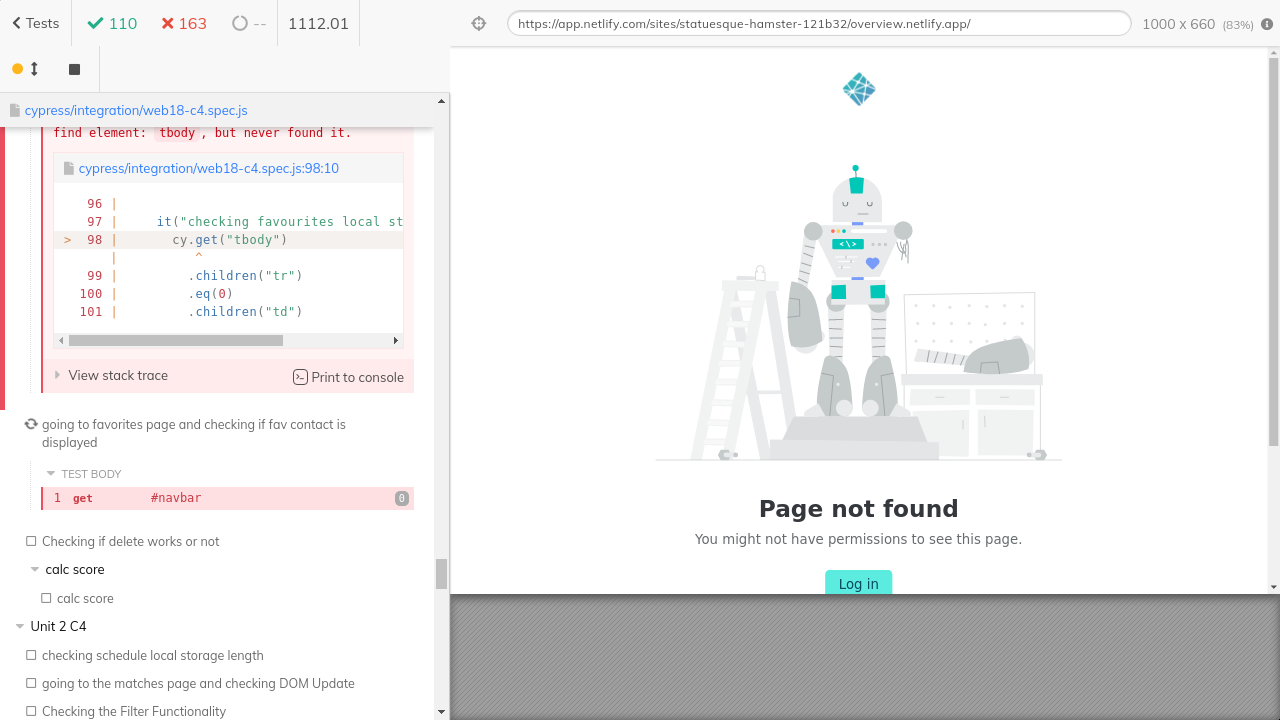 Tests
110
163
--
1112.01
https://app.netlify.com/sites/statuesque-hamster-121b32/overview.netlify.app/
1000 x 660 (83%)
cypress/integration/web18-c4.spec.js
find element: tbody, but never found it.
cypress/integration/web18-c4.spec.js:98:10
96 |
97 | it("checking favourites local st
> 98 | cy.get("tbody")
| ^
99 | .children("tr")
100 | .eq(0)
101 | .children("td")
View stack trace
Print to console
going to favorites page and checking if fav contact is
displayed
TEST BODY
1 get #navbar 0
Checking if delete works or not
calc score
calc score
Unit 2 C4
checking schedule local storage length
going to the matches page and checking DOM Update
Checking the Filter Functionality
</>
Page not found
You might not have permissions to see this page.
Log in